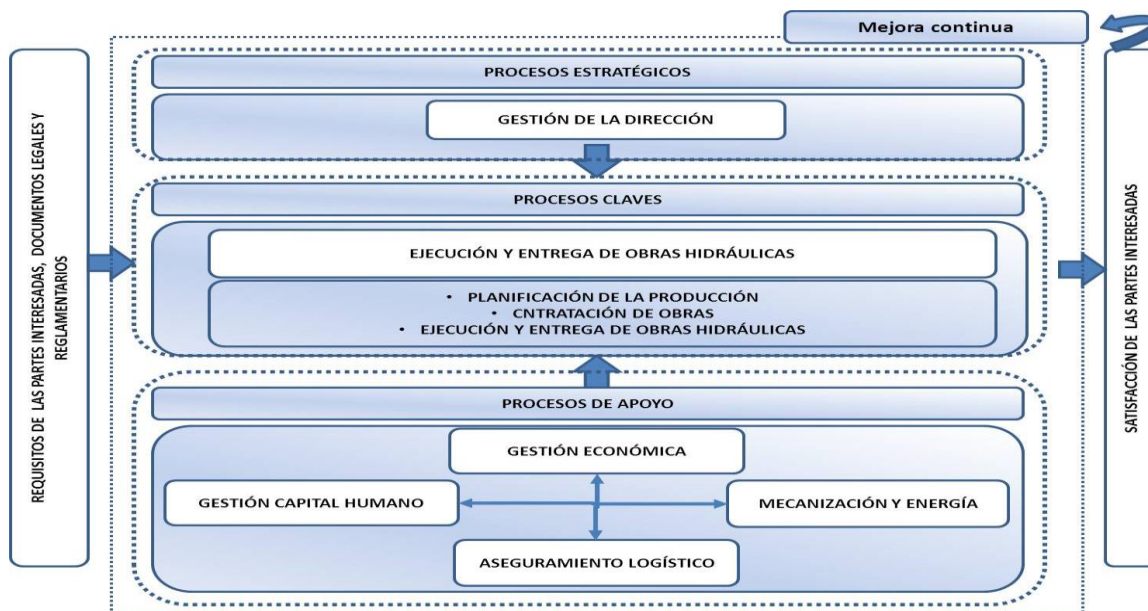 Mejora continua
REQUISITOS DE LAS PARTES INTERESADAS, DOCUMENTOS LEGALES Y
REGLAMENTARIOS
PROCESOS ESTRATÉGICOS
GESTIÓN DE LA DIRECCIÓN
PROCESOS CLAVES
EJECUCIÓN Y ENTREGA DE OBRAS HIDRÁULICAS
• PLANIFICACIÓN DE LA PRODUCCIÓN
• CNTRATACIÓN DE OBRAS
• EJECUCIÓN Y ENTREGA DE OBRAS HIDRÁULICAS
PROCESOS DE APOYO
GESTIÓN ECONÓMICA
GESTIÓN CAPITAL HUMANO
MECANIZACIÓN Y ENERGÍA
ASEGURAMIENTO LOGÍSTICO
SATISFACCIÓN DE LAS PARTES INTERESADAS